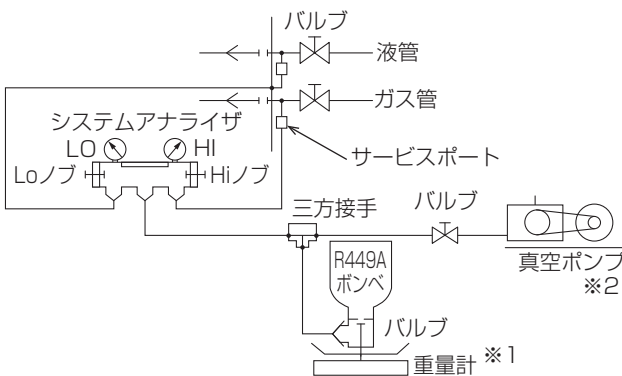 バルブ
液管
ガス管
システムアナライザ
LO HI
Loノブ Hiノブ
サービスポート
三方接手 バルブ
R449A
ボンベ
真空ポンプ
※2
バルブ
重量計 ※1